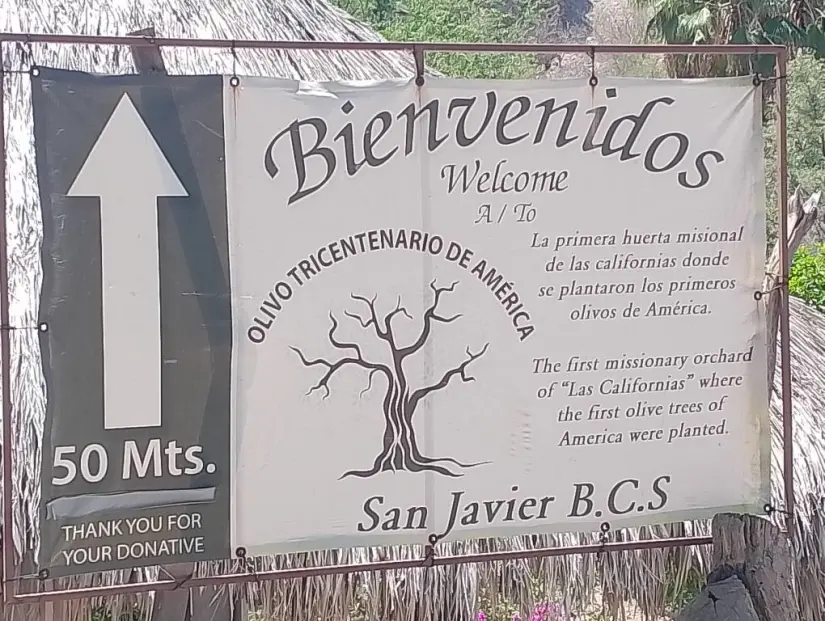 Bienvenidos
Welcome
A / To
OLIVO TRICENTENARIO DE AMÉRICA
La primera huerta misional
de las californias donde
se plantaron los primeros
olivos de América.
The first missionary orchard
of “Las Californias” where
the first olive trees of
America were planted.
San Javier B.C.S
50 Mts.
THANK YOU FOR
YOUR DONATIVE